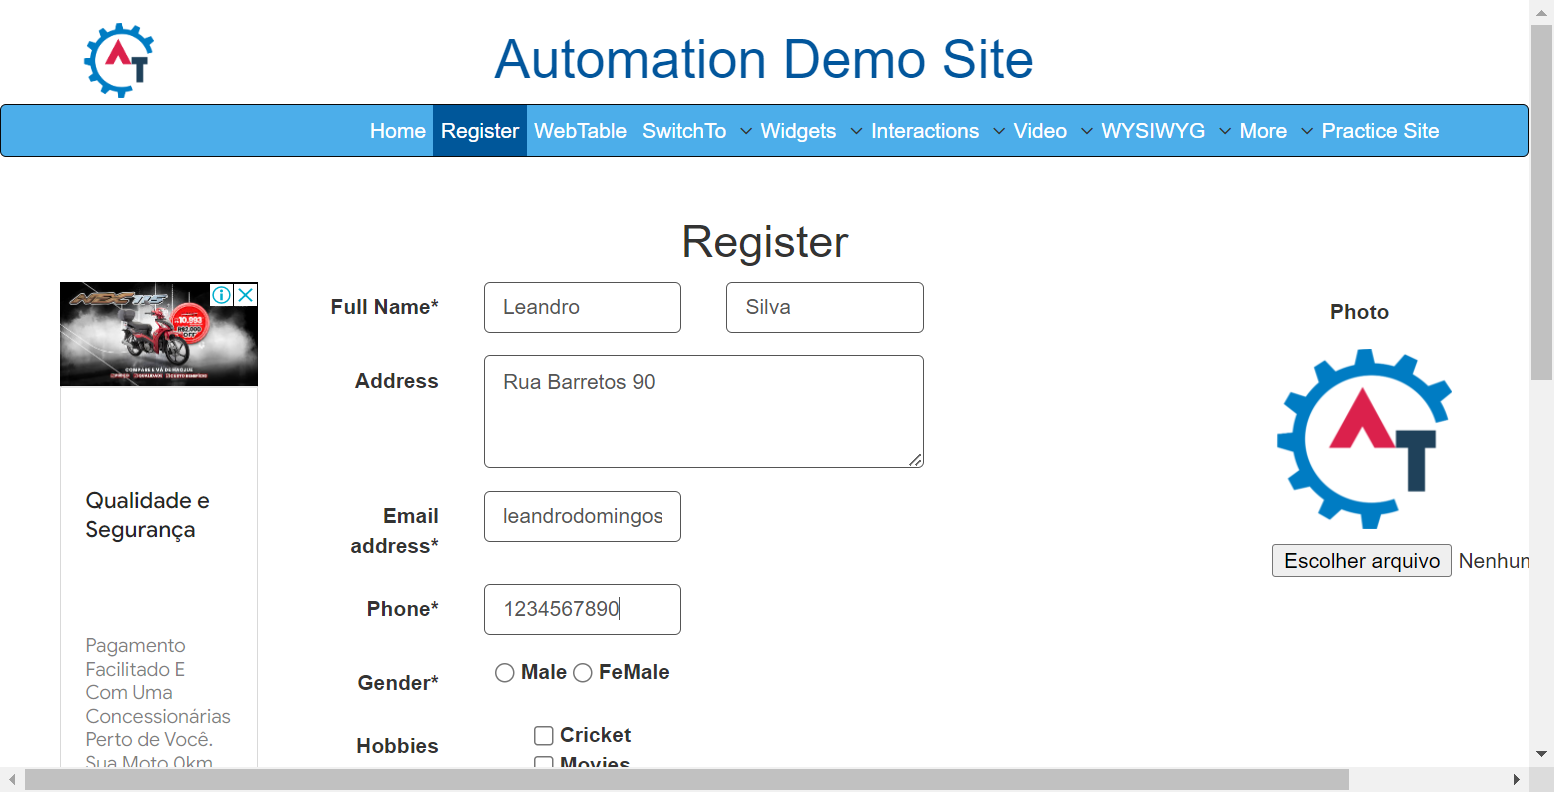 Automation Demo Site
Home Register WebTable SwitchTo Widgets Interactions Video WYSIWYG More Practice Site
Register
Full Name* Leandro Silva
Address Rua Barretos 90
Email
address*
leandrodomingos
Phone* 1234567890
Gender* Male FeMale
Hobbies Cricket
Movies
Photo
Escolher arquivo Nenhum
Qualidade e
Segurança
Pagamento
Facilitado E
Com Uma
Concessionárias
Perto de Você.
Sua Moto 0km